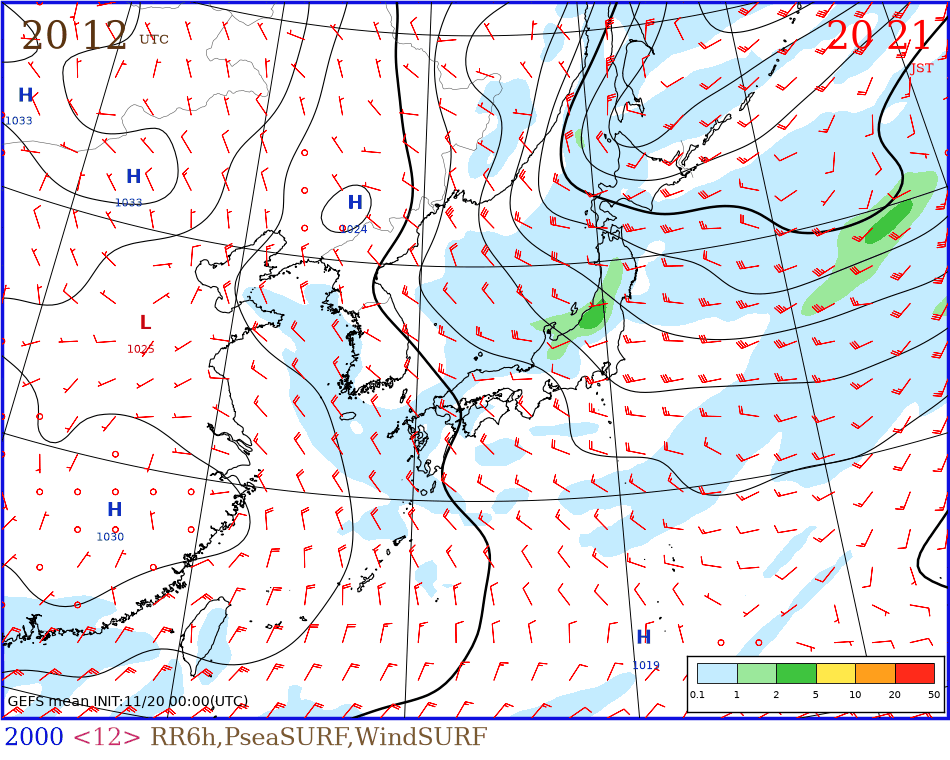 20 12 UTC
20 21
JST
H
1033
H
1033
H
1024
L
1025
H
1030
H
1019
0.1 1 2 5 10 20 50
GEFS mean INIT:11/20 00:00(UTC)
2000 <12> RR6h,PseaSURF,WindSURF